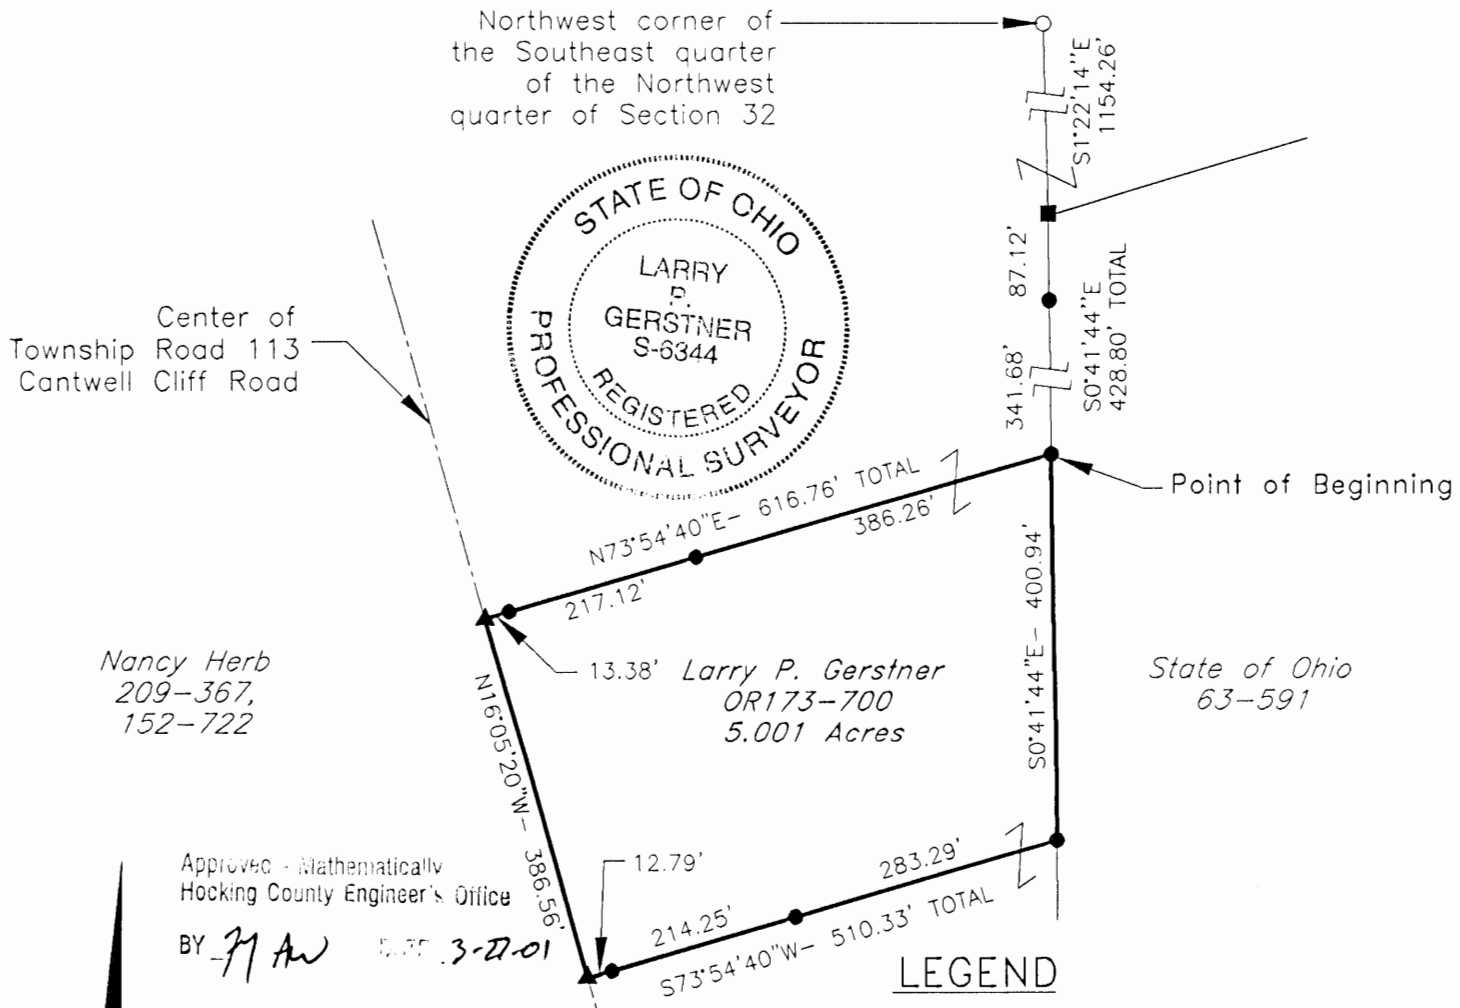 Northwest corner of
the Southeast quarter
of the Northwest
quarter of Section 32
S1°22'14"E
1154.26'
STATE OF OHIO
LARRY
P.
GERSTNER
S-6344
REGISTERED
PROFESSIONAL SURVEYOR
87.12'
S0°41'44"E
428.80' TOTAL
341.68'
Center of
Township Road 113
Cantwell Cliff Road
Point of Beginning
N73°54'40"E- 616.76' TOTAL
386.26'
217.12'
13.38'
S0°41'44"E- 400.94'
Nancy Herb
209-367,
152-722
Larry P. Gerstner
OR173-700
5.001 Acres
State of Ohio
63-591
N16°05'20"W- 386.56'
12.79'
283.29'
214.25'
S73°54'40"W- 510.33' TOTAL
Approved - Mathematically
Hocking County Engineer's Office
BY
DATE 3-27-01
LEGEND